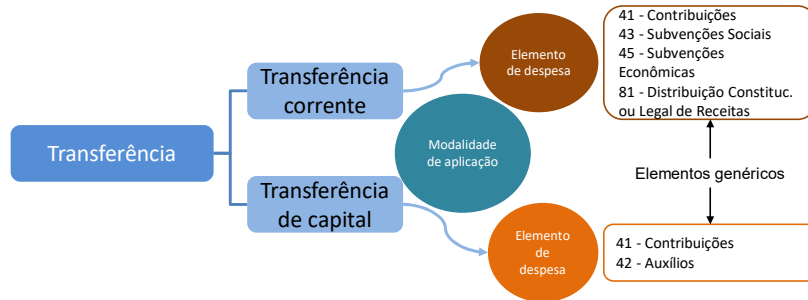 Transferência
Transferência
corrente
Transferência
de capital
Elemento
de despesa
Modalidade
de aplicação
Elemento
de
despesa
41 - Contribuições
43 - Subvenções Sociais
45 - Subvenções
Econômicas
81 - Distribuição Constituc.
ou Legal de Receitas
Elementos genéricos
41 - Contribuições
42 - Auxílios